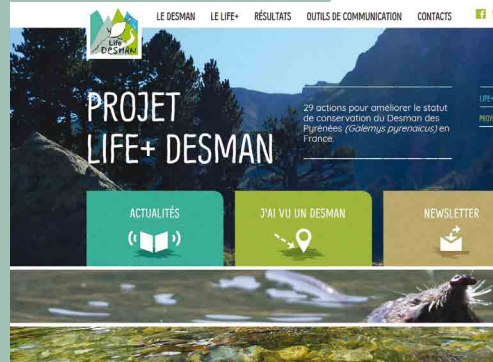 LE DESMAN LE LIFE+ RÉSULTATS OUTILS DE COMMUNICATION CONTACTS
Life+
DESMAN
PROJET
LIFE+ DESMAN
29 actions pour améliorer le statut
de conservation du Desman des
Pyrénées (Galemys pyrenaicus) en
France.
ACTUALITÉS
J'AI VU UN DESMAN
NEWSLETTER